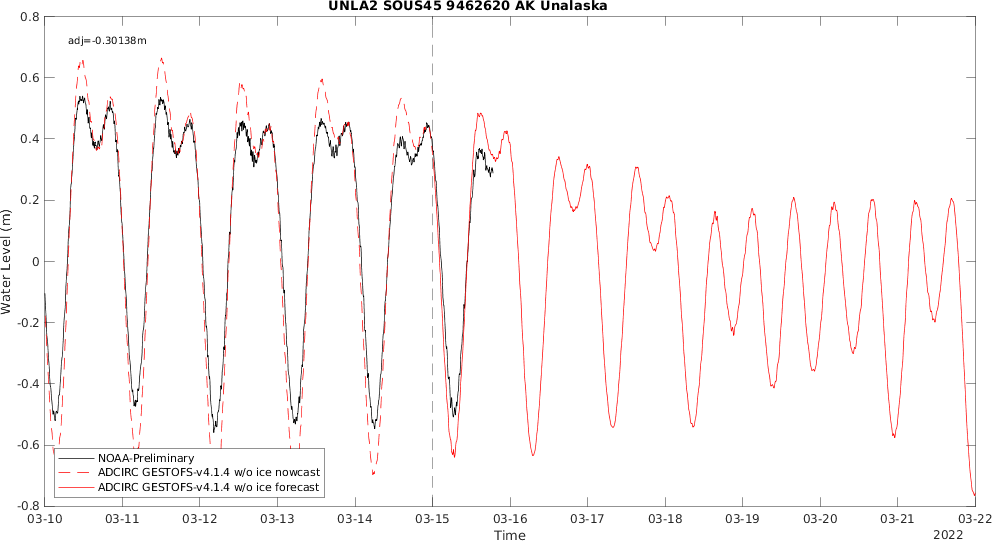 UNLA2 SOUS45 9462620 AK Unalaska
adj=-0.30138m
Water Level (m)
0.8
0.6
0.4
0.2
0
-0.2
-0.4
-0.6
-0.8
NOAA-Preliminary
ADCIRC GESTOFS-v4.1.4 w/o ice nowcast
ADCIRC GESTOFS-v4.1.4 w/o ice forecast
03-10 03-11 03-12 03-13 03-14 03-15 03-16 03-17 03-18 03-19 03-20 03-21 03-22
Time
2022